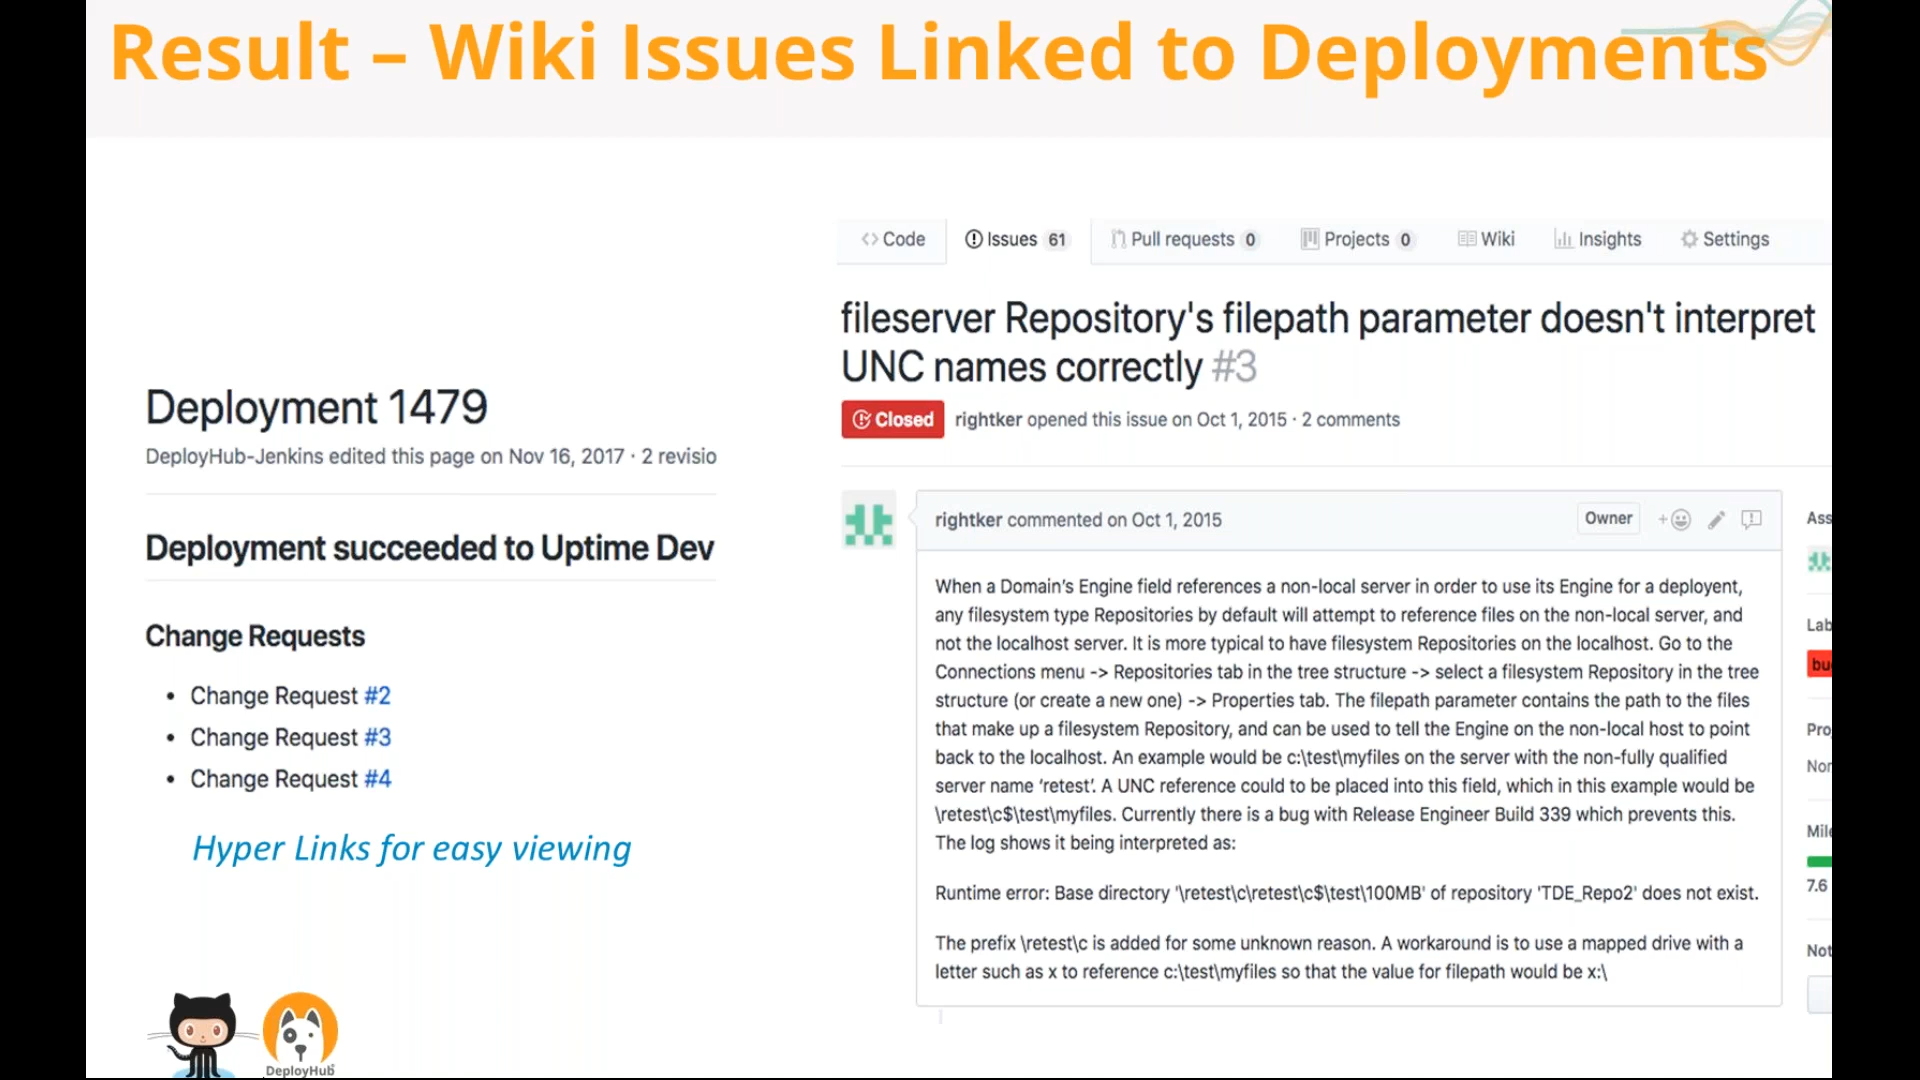 Result – Wiki Issues Linked to Deployments
Deployment 1479
DeployHub-Jenkins edited this page on Nov 16, 2017 · 2 revisio
Deployment succeeded to Uptime Dev
Change Requests
• Change Request #2
• Change Request #3
• Change Request #4
Hyper Links for easy viewing
DeployHub
Code Issues 61 Pull requests 0 Projects 0 Wiki Insights Settings
fileserver Repository's filepath parameter doesn't interpret
UNC names correctly #3
Closed rightker opened this issue on Oct 1, 2015 · 2 comments
rightker commented on Oct 1, 2015 Owner
When a Domain’s Engine field references a non-local server in order to use its Engine for a deployent,
any filesystem type Repositories by default will attempt to reference files on the non-local server, and
not the localhost server. It is more typical to have filesystem Repositories on the localhost. Go to the
Connections menu -> Repositories tab in the tree structure -> select a filesystem Repository in the tree
structure (or create a new one) -> Properties tab. The filepath parameter contains the path to the files
that make up a filesystem Repository, and can be used to tell the Engine on the non-local host to point
back to the localhost. An example would be c:\test\myfiles on the server with the non-fully qualified
server name ‘retest’. A UNC reference could to be placed into this field, which in this example would be
\retest\c$\test\myfiles. Currently there is a bug with Release Engineer Build 339 which prevents this.
The log shows it being interpreted as:
Runtime error: Base directory '\retest\c\retest\c$\test\100MB' of repository 'TDE_Repo2' does not exist.
The prefix \retest\c is added for some unknown reason. A workaround is to use a mapped drive with a
letter such as x to reference c:\test\myfiles so that the value for filepath would be x:\
Ass
Lab
bu
Pro
Nor
Mile
7.6
Not